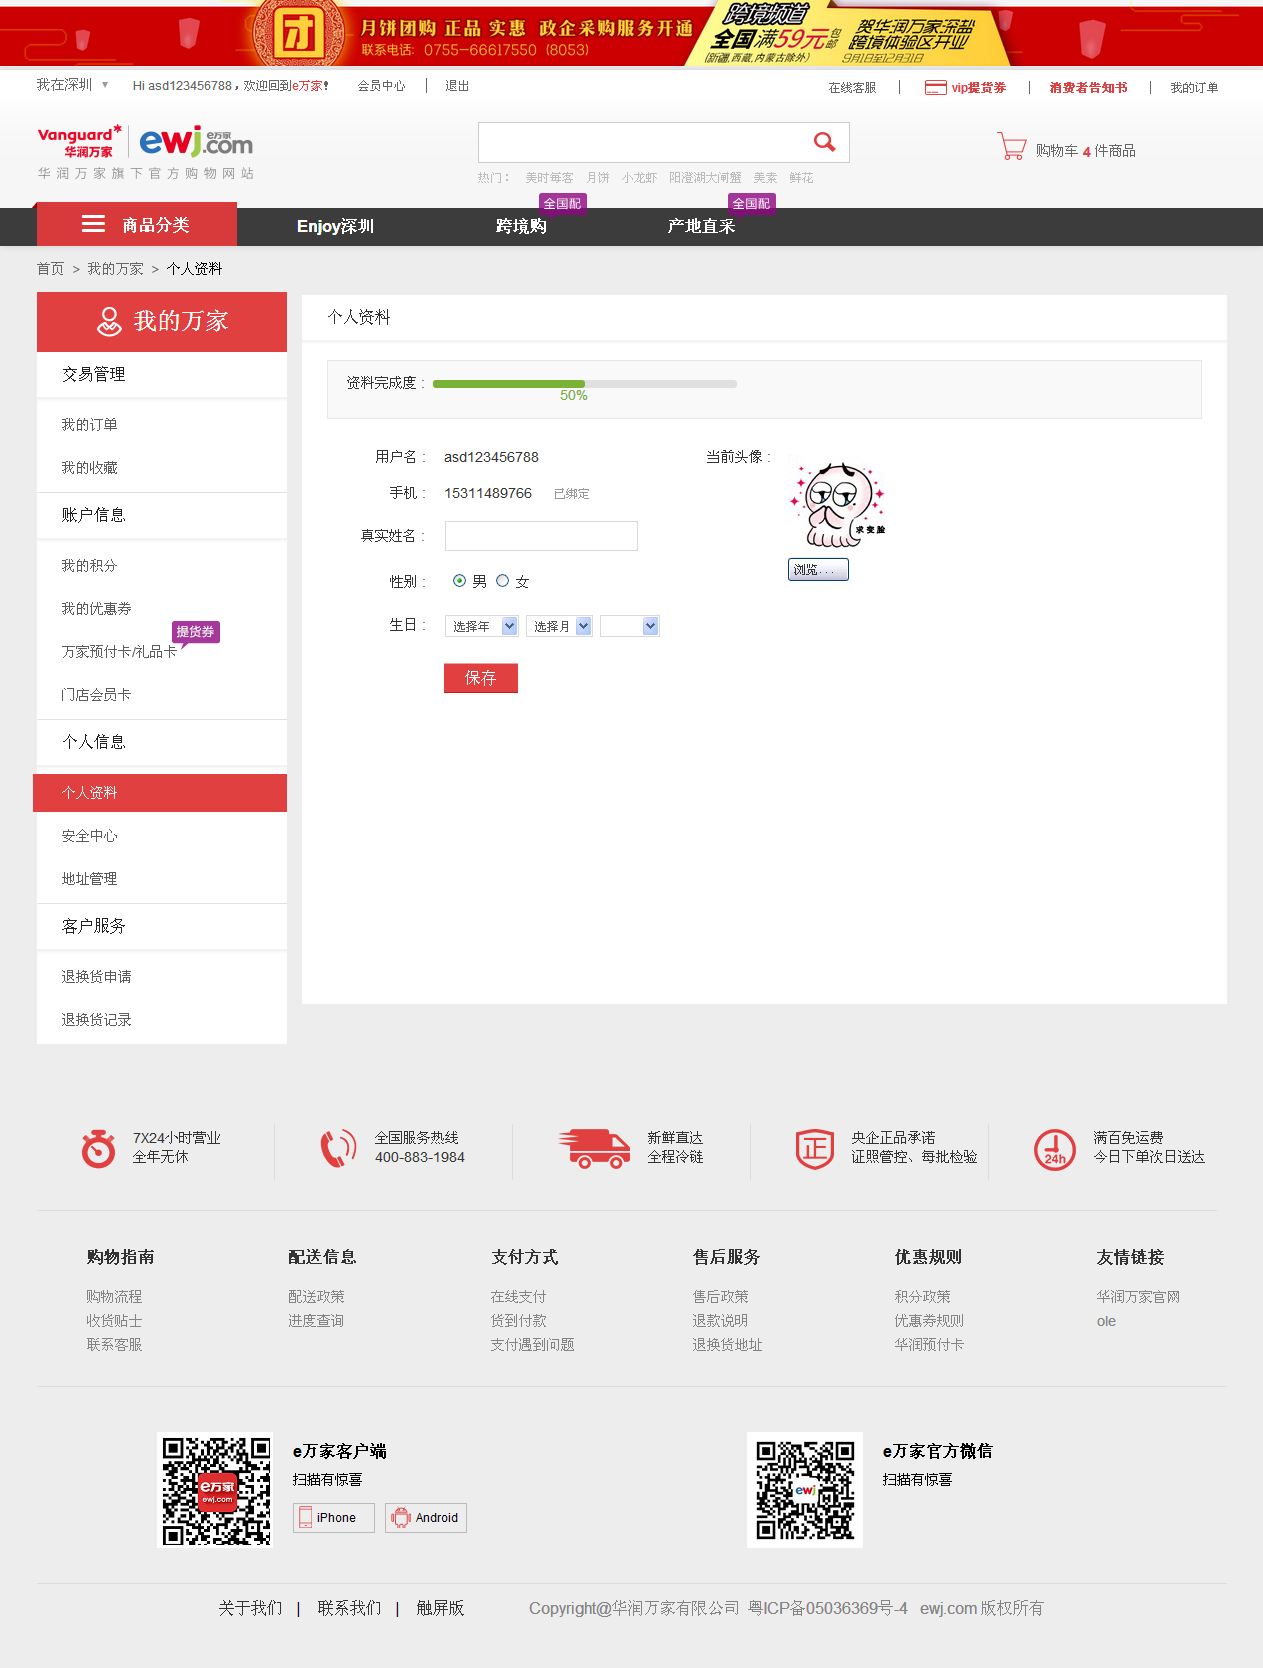 团 月饼团购 正品 实惠 政企采购服务开通
联系电话: 0755-66617550 (8053)
跨境频道
全国满59元包邮
(新疆,西藏,内蒙古除外)
贺华润万家深盐
跨境体验区开业
9月1日至12月31日
我在深圳 ▼ Hi asd123456788，欢迎回到e万家！ 会员中心 | 退出
在线客服 | vip提货券 | 消费者告知书 | 我的订单
Vanguard 华润万家 ewj.com e万家
华润万家旗下官方购物网站
购物车 4 件商品
热门： 美时每客 月饼 小龙虾 阳澄湖大闸蟹 美素 鲜花
全国配 全国配
商品分类 Enjoy深圳 跨境购 产地直采
首页 > 我的万家 > 个人资料
我的万家
交易管理
我的订单
我的收藏
账户信息
我的积分
我的优惠券
提货券
万家预付卡/礼品卡
门店会员卡
个人信息
个人资料
安全中心
地址管理
客户服务
退换货申请
退换货记录
个人资料
资料完成度 :
50%
用户名 : asd123456788
手机 : 15311489766 已绑定
真实姓名 :
性别 : 男 女
生日 : 选择年 选择月
保存
当前头像 :
求变脸
浏览...
7X24小时营业
全年无休
全国服务热线
400-883-1984
新鲜直达
全程冷链
正
央企正品承诺
证照管控、每批检验
24h
满百免运费
今日下单次日送达
购物指南
购物流程
收货贴士
联系客服
配送信息
配送政策
进度查询
支付方式
在线支付
货到付款
支付遇到问题
售后服务
售后政策
退款说明
退换货地址
优惠规则
积分政策
优惠券规则
华润预付卡
友情链接
华润万家官网
ole
e万家
ewj.com
e万家客户端
扫描有惊喜
iPhone Android
ewj
e万家官方微信
扫描有惊喜
关于我们 | 联系我们 | 触屏版 Copyright@华润万家有限公司 粤ICP备05036369号-4 ewj.com 版权所有